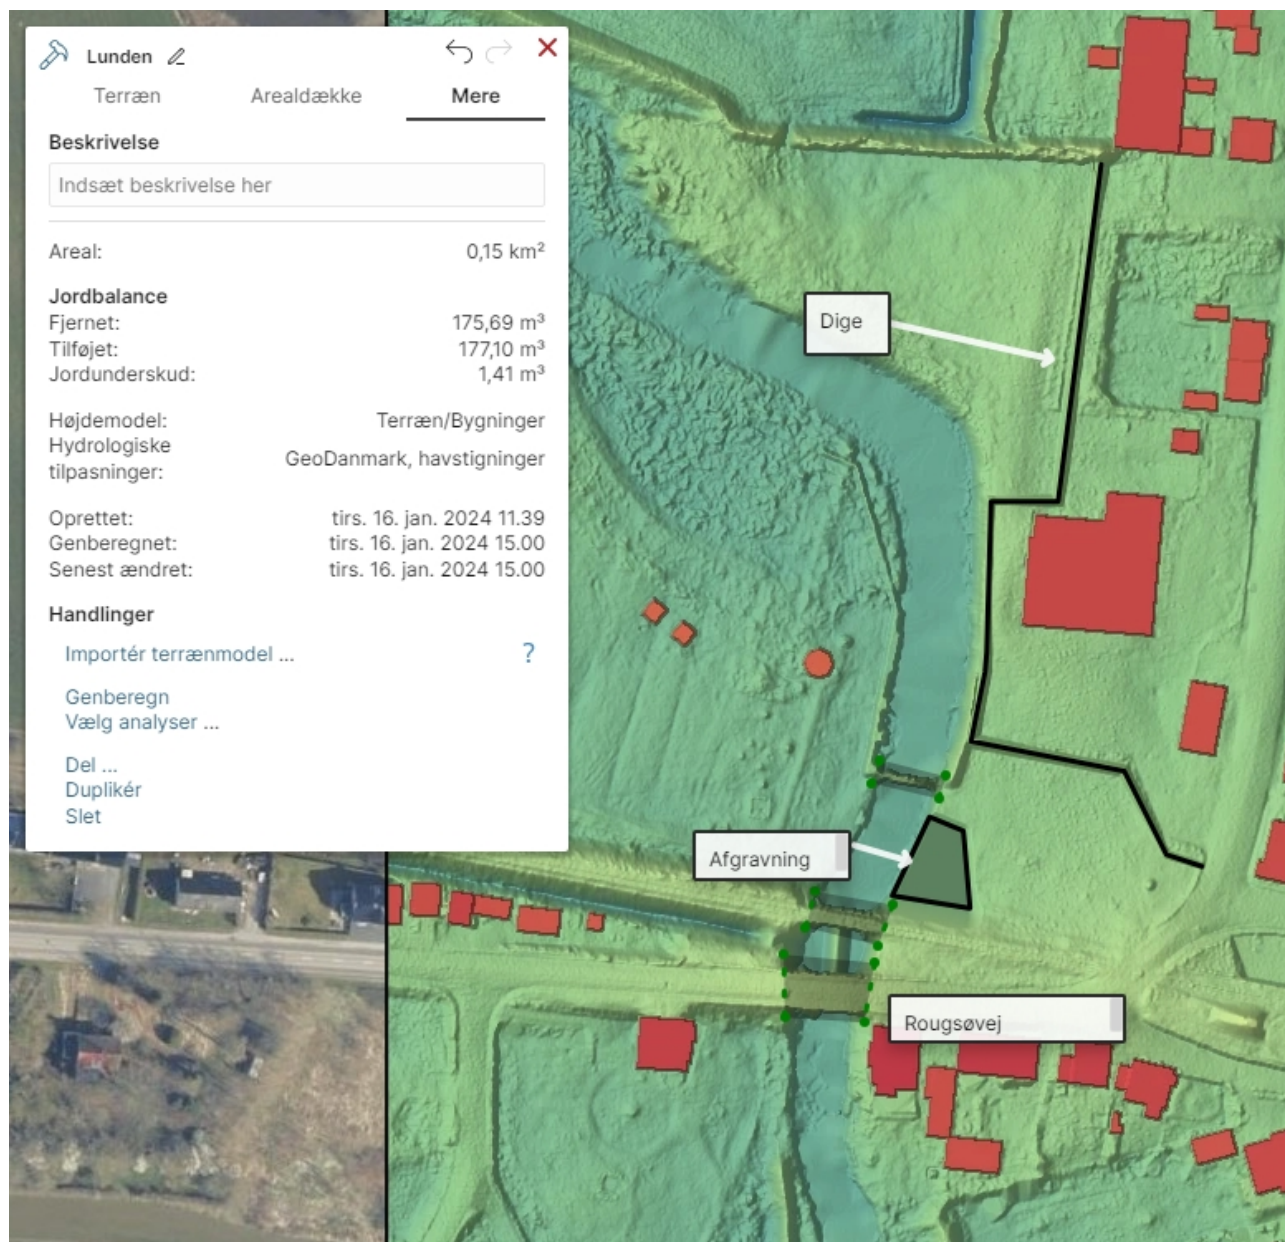 Lunden
Terræn Arealdække Mere
Beskrivelse
Indsæt beskrivelse her
Areal: 0,15 km²
Jordbalance
Fjernet: 175,69 m³
Tilføjet: 177,10 m³
Jordunderskud: 1,41 m³
Højdemodel: Terræn/Bygninger
Hydrologiske
tilpasninger: GeoDanmark, havstigninger
Oprettet: tirs. 16. jan. 2024 11.39
Genberegnet: tirs. 16. jan. 2024 15.00
Senest ændret: tirs. 16. jan. 2024 15.00
Handlinger
Importér terrænmodel ... ?
Genberegn
Vælg analyser ...
Del ...
Duplikér
Slet
Dige
Afgravning
Rougsøvej